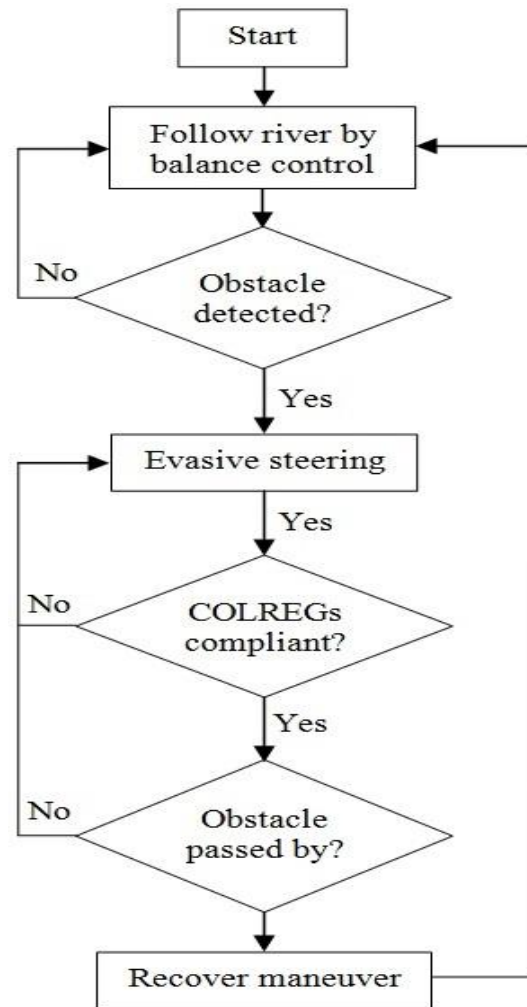 Start
Follow river by
balance control
No
Obstacle
detected?
Yes
Evasive steering
Yes
No
COLREGs
compliant?
Yes
No
Obstacle
passed by?
Recover maneuver